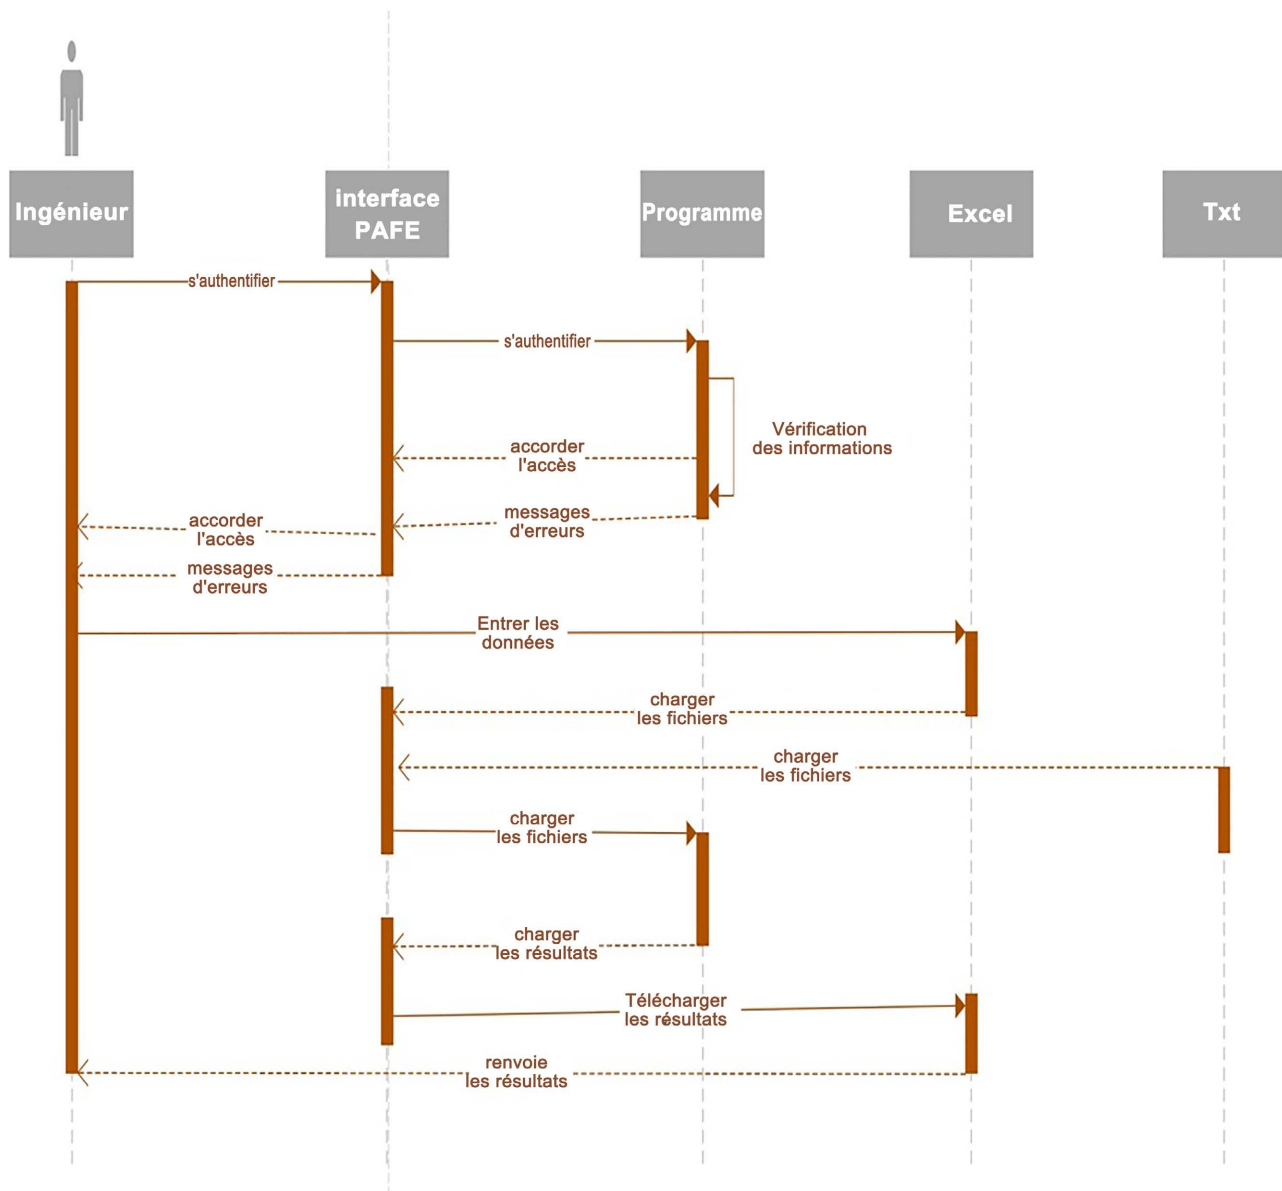 Ingénieur
interface
PAFE
Programme
Excel
Txt
s'authentifier
s'authentifier
Vérification
des informations
accorder
l'accès
messages
d'erreurs
accorder
l'accès
messages
d'erreurs
Entrer les
données
charger
les fichiers
charger
les fichiers
charger
les fichiers
charger
les résultats
Télécharger
les résultats
renvoie
les résultats